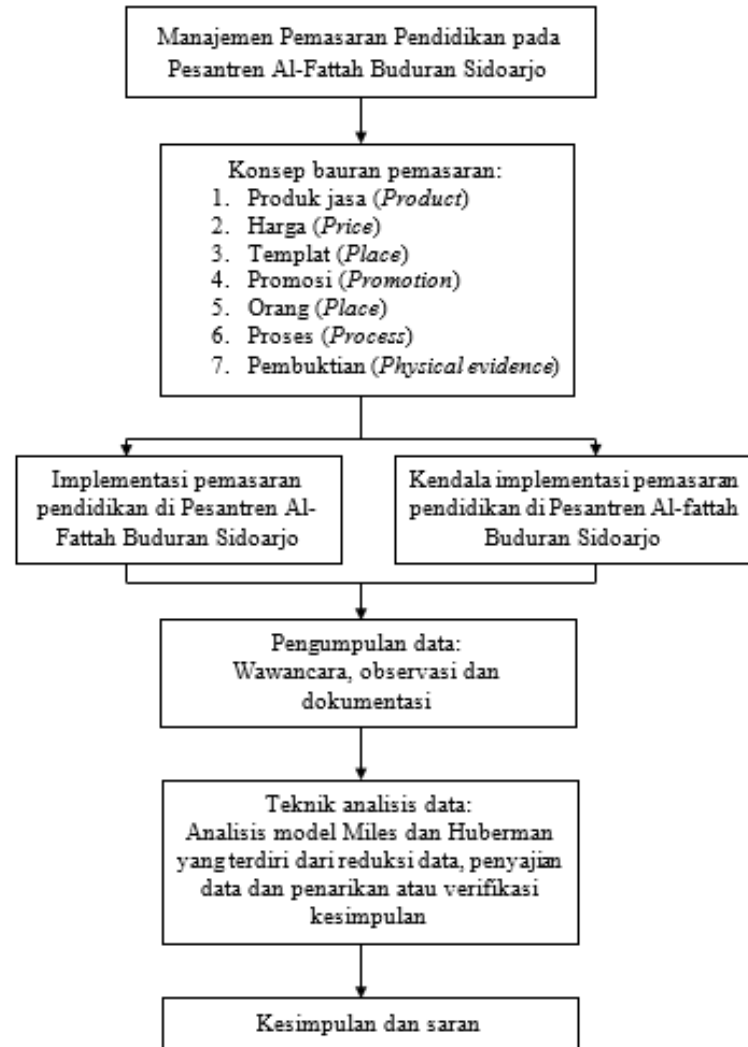 Manajemen Pemasaran Pendidikan pada
Pesantren Al-Fattah Buduran Sidoarjo
Konsep bauran pemasaran:
1. Produk jasa (Product)
2. Harga (Price)
3. Templat (Place)
4. Promosi (Promotion)
5. Orang (Place)
6. Proses (Process)
7. Pembuktian (Physical evidence)
Implementasi pemasaran
pendidikan di Pesantren Al-
Fattah Buduran Sidoarjo
Kendala implementasi pemasaran
pendidikan di Pesantren Al-fattah
Buduran Sidoarjo
Pengumpulan data:
Wawancara, observasi dan
dokumentasi
Teknik analisis data:
Analisis model Miles dan Huberman
yang terdiri dari reduksi data, penyajian
data dan penarikan atau verifikasi
kesimpulan
Kesimpulan dan saran